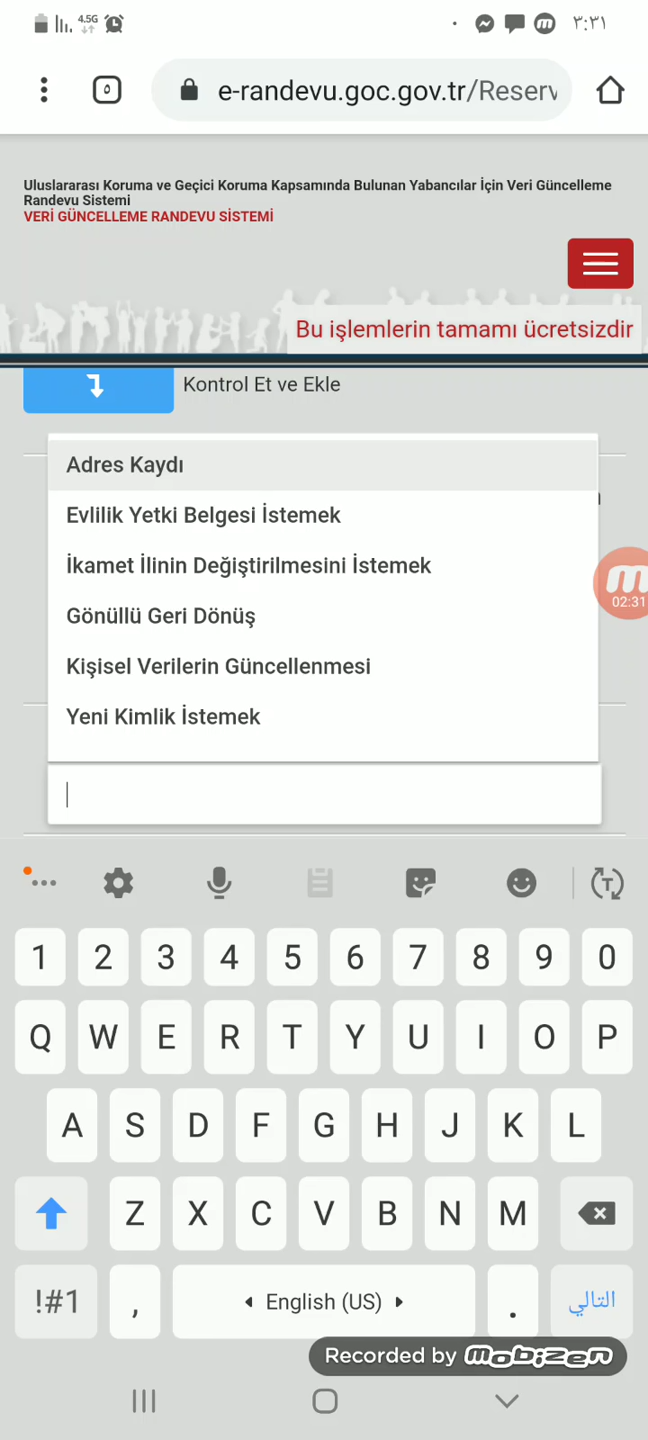 4.5G
٣:٣١
٥
e-randevu.goc.gov.tr/Reserv
Uluslararası Koruma ve Geçici Koruma Kapsamında Bulunan Yabancılar İçin Veri Güncelleme
Randevu Sistemi
VERİ GÜNCELLEME RANDEVU SİSTEMİ
Bu işlemlerin tamamı ücretsizdir
Kontrol Et ve Ekle
Adres Kaydı
Evlilik Yetki Belgesi İstemek
İkamet İlinin Değiştirilmesini İstemek
Gönüllü Geri Dönüş
Kişisel Verilerin Güncellenmesi
Yeni Kimlik İstemek
02:31
1 2 3 4 5 6 7 8 9 0
Q W E R T Y U I O P
A S D F G H J K L
Z X C V B N M
!#1 , English (US) . التالي
Recorded by mobizen